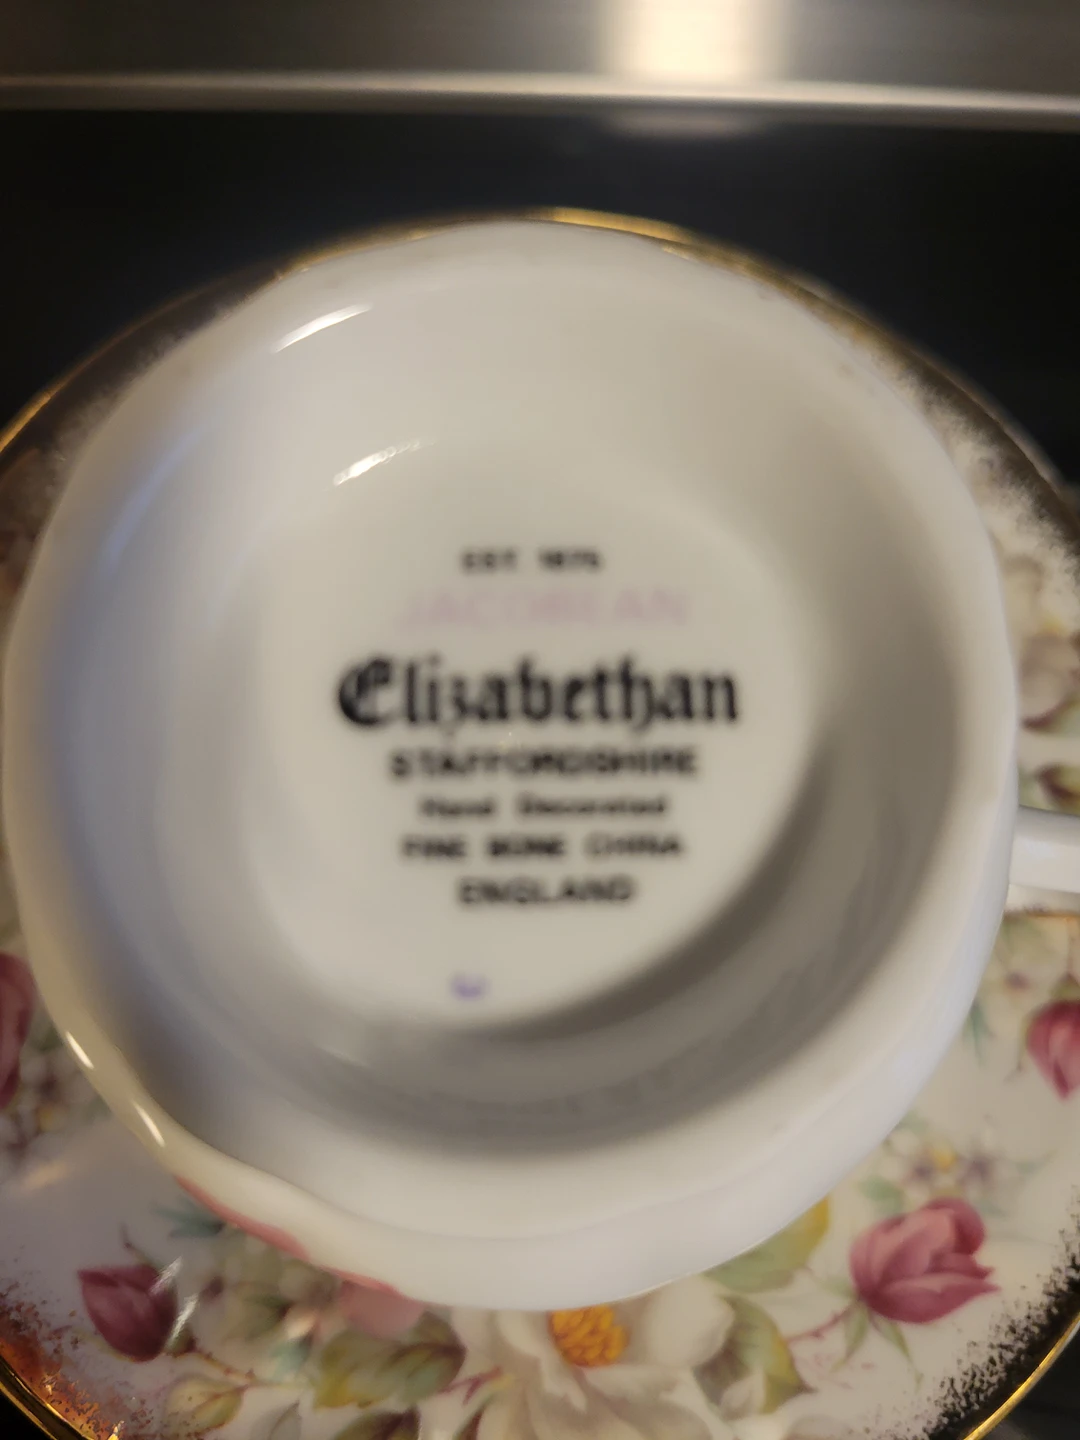 EST 1875
JACOBEAN
Elizabethan
STAFFORDSHIRE
Hand Decorated
FINE BONE CHINA
ENGLAND